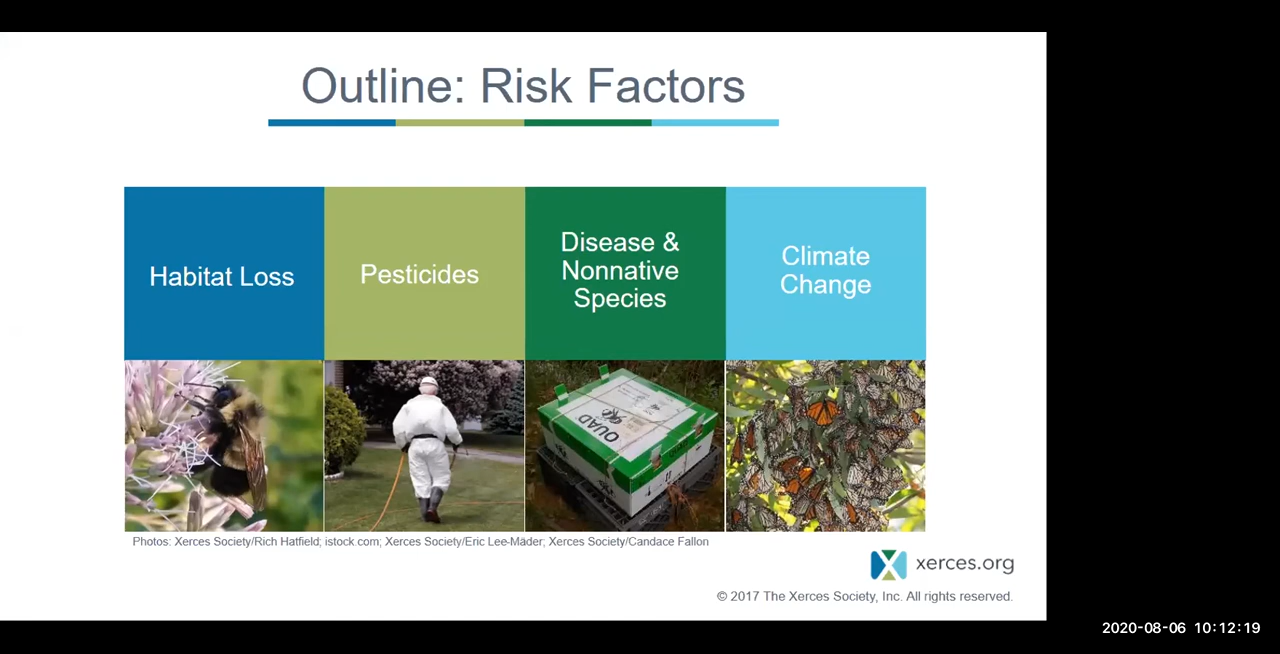 Outline: Risk Factors
Habitat Loss
Pesticides
Disease &
Nonnative
Species
Climate
Change
QUAD
Photos: Xerces Society/Rich Hatfield; istock.com; Xerces Society/Eric Lee-Mäder; Xerces Society/Candace Fallon
xerces.org
© 2017 The Xerces Society, Inc. All rights reserved.
2020-08-06 10:12:19